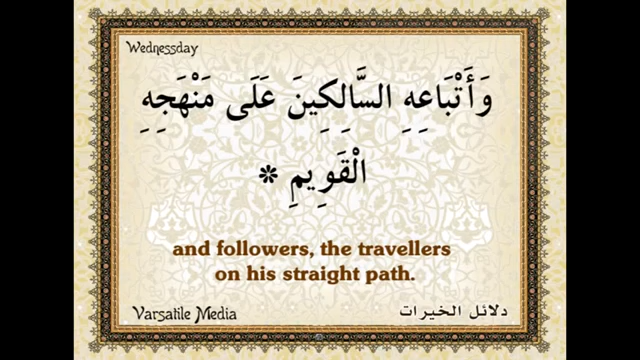 Wednessday
وَأَتْبَاعِهِ السَّالِكِينَ عَلَى مَنْهَجِهِ
الْقَوِيمِ *
and followers, the travellers
on his straight path.
Varsatile Media
دلائل الخيرات